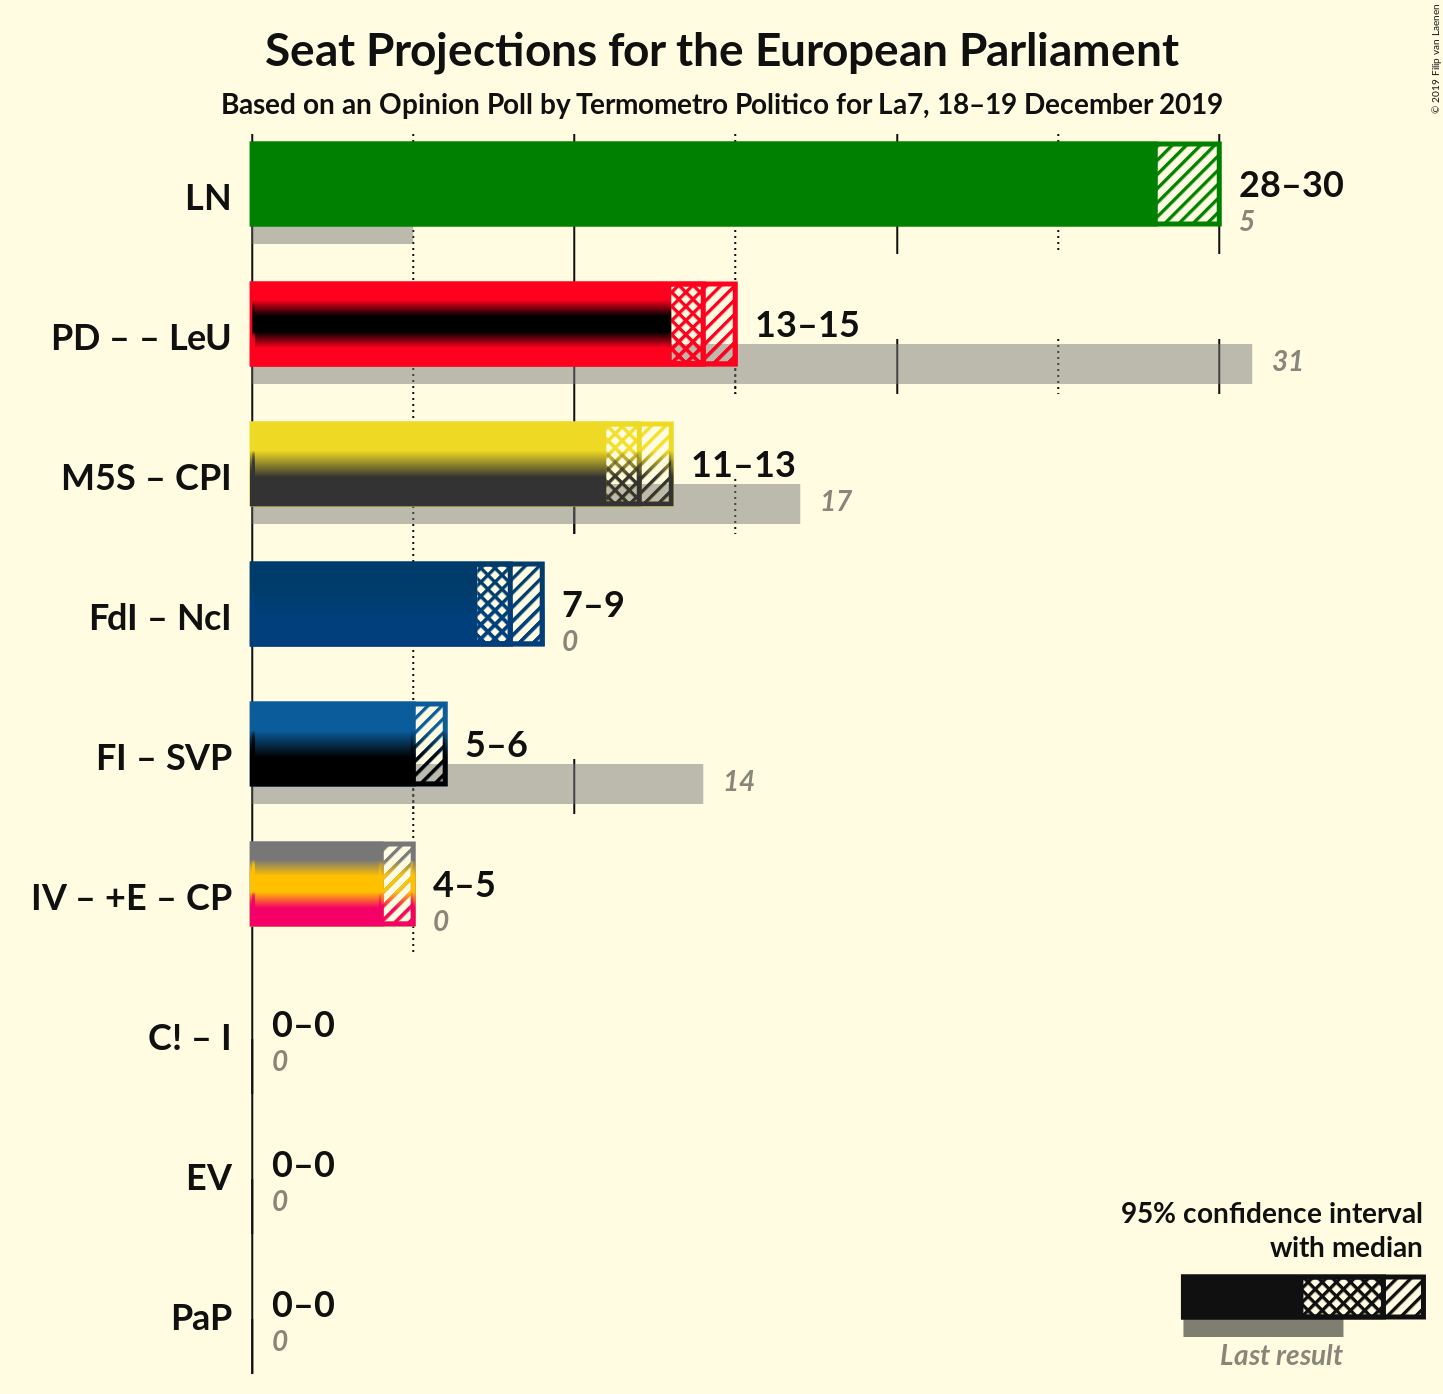 Seat Projections for the European Parliament
Based on an Opinion Poll by Termometro Politico for La7, 18–19 December 2019
© 2019 Filip van Laenen
LN
28–30
5
PD – – LeU
13–15
31
M5S – CPI
11–13
17
FdI – NcI
7–9
0
FI – SVP
5–6
14
IV – +E – CP
4–5
0
C! – I
0–0
0
EV
0–0
0
PaP
0–0
0
95% confidence interval
with median
Last result